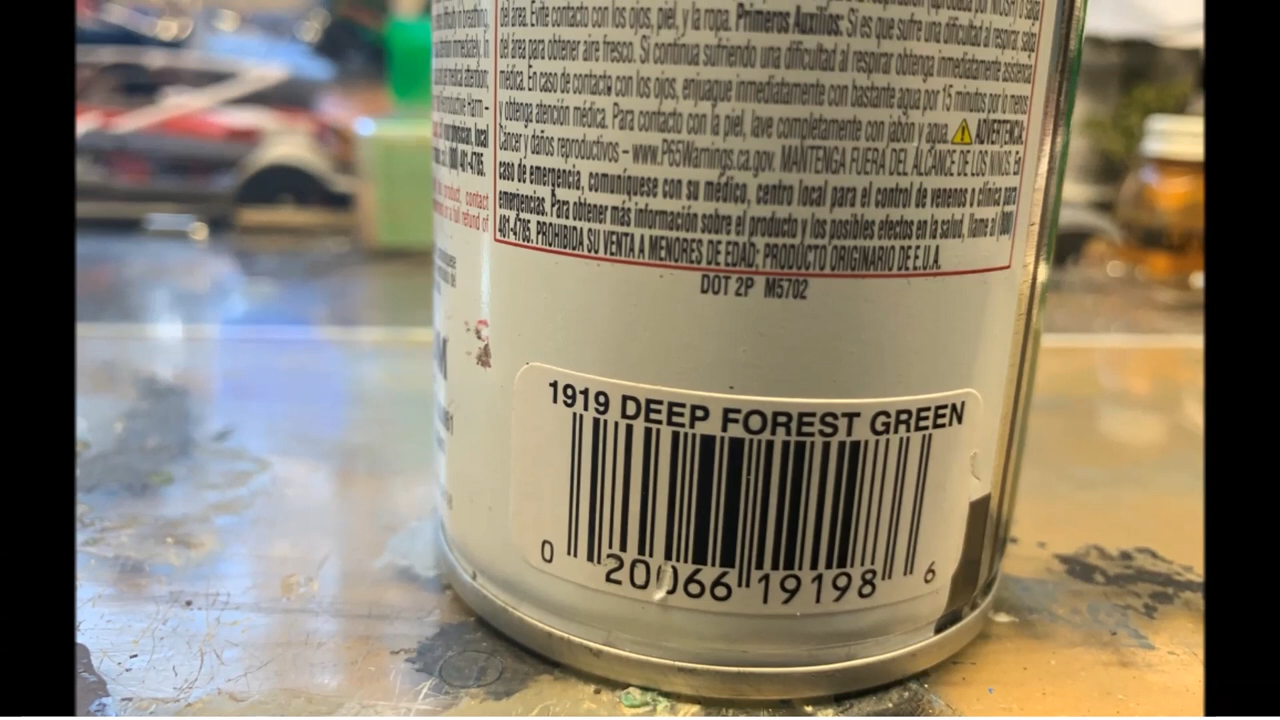 del área. Evite contacto con los ojos, piel, y la ropa. Primeros Auxilios: Si es que sufre una dificultad al respirar, salga
del área para obtener aire fresco. Si continua sufriendo una dificultad al respirar obtenga inmediatamente asistencia
médica. En caso de contacto con los ojos, enjuague inmediatamente con bastante agua por 15 minutos por lo menos
y obtenga atención médica. Para contacto con la piel, lave completamente con jabón y agua. ⚠ ADVERTENCIA:
Cáncer y daños reproductivos – www.P65Warnings.ca.gov. MANTENGA FUERA DEL ALCANCE DE LOS NIÑOS. En
caso de emergencia, comuníquese con su médico, centro local para el control de venenos o clínica para
emergencias. Para obtener más información sobre el producto y los posibles efectos en la salud, llame al (800)
481-4785. PROHIBIDA SU VENTA A MENORES DE EDAD; PRODUCTO ORIGINARIO DE E.U.A.
DOT 2P M5702
1919 DEEP FOREST GREEN
0 20066 19198 6